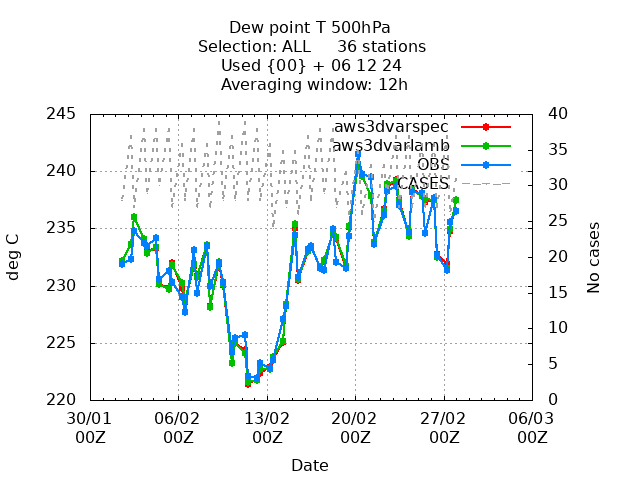 Dew point T 500hPa
Selection: ALL     36 stations
Used {00} + 06 12 24
Averaging window: 12h
245
240
235
230
225
220
deg C
40
35
30
25
20
15
10
5
0
No cases
aws3dvarspec
aws3dvarlamb
OBS
CASES
30/01 06/02 13/02 20/02 27/02 06/03
00Z 00Z 00Z 00Z 00Z 00Z
Date